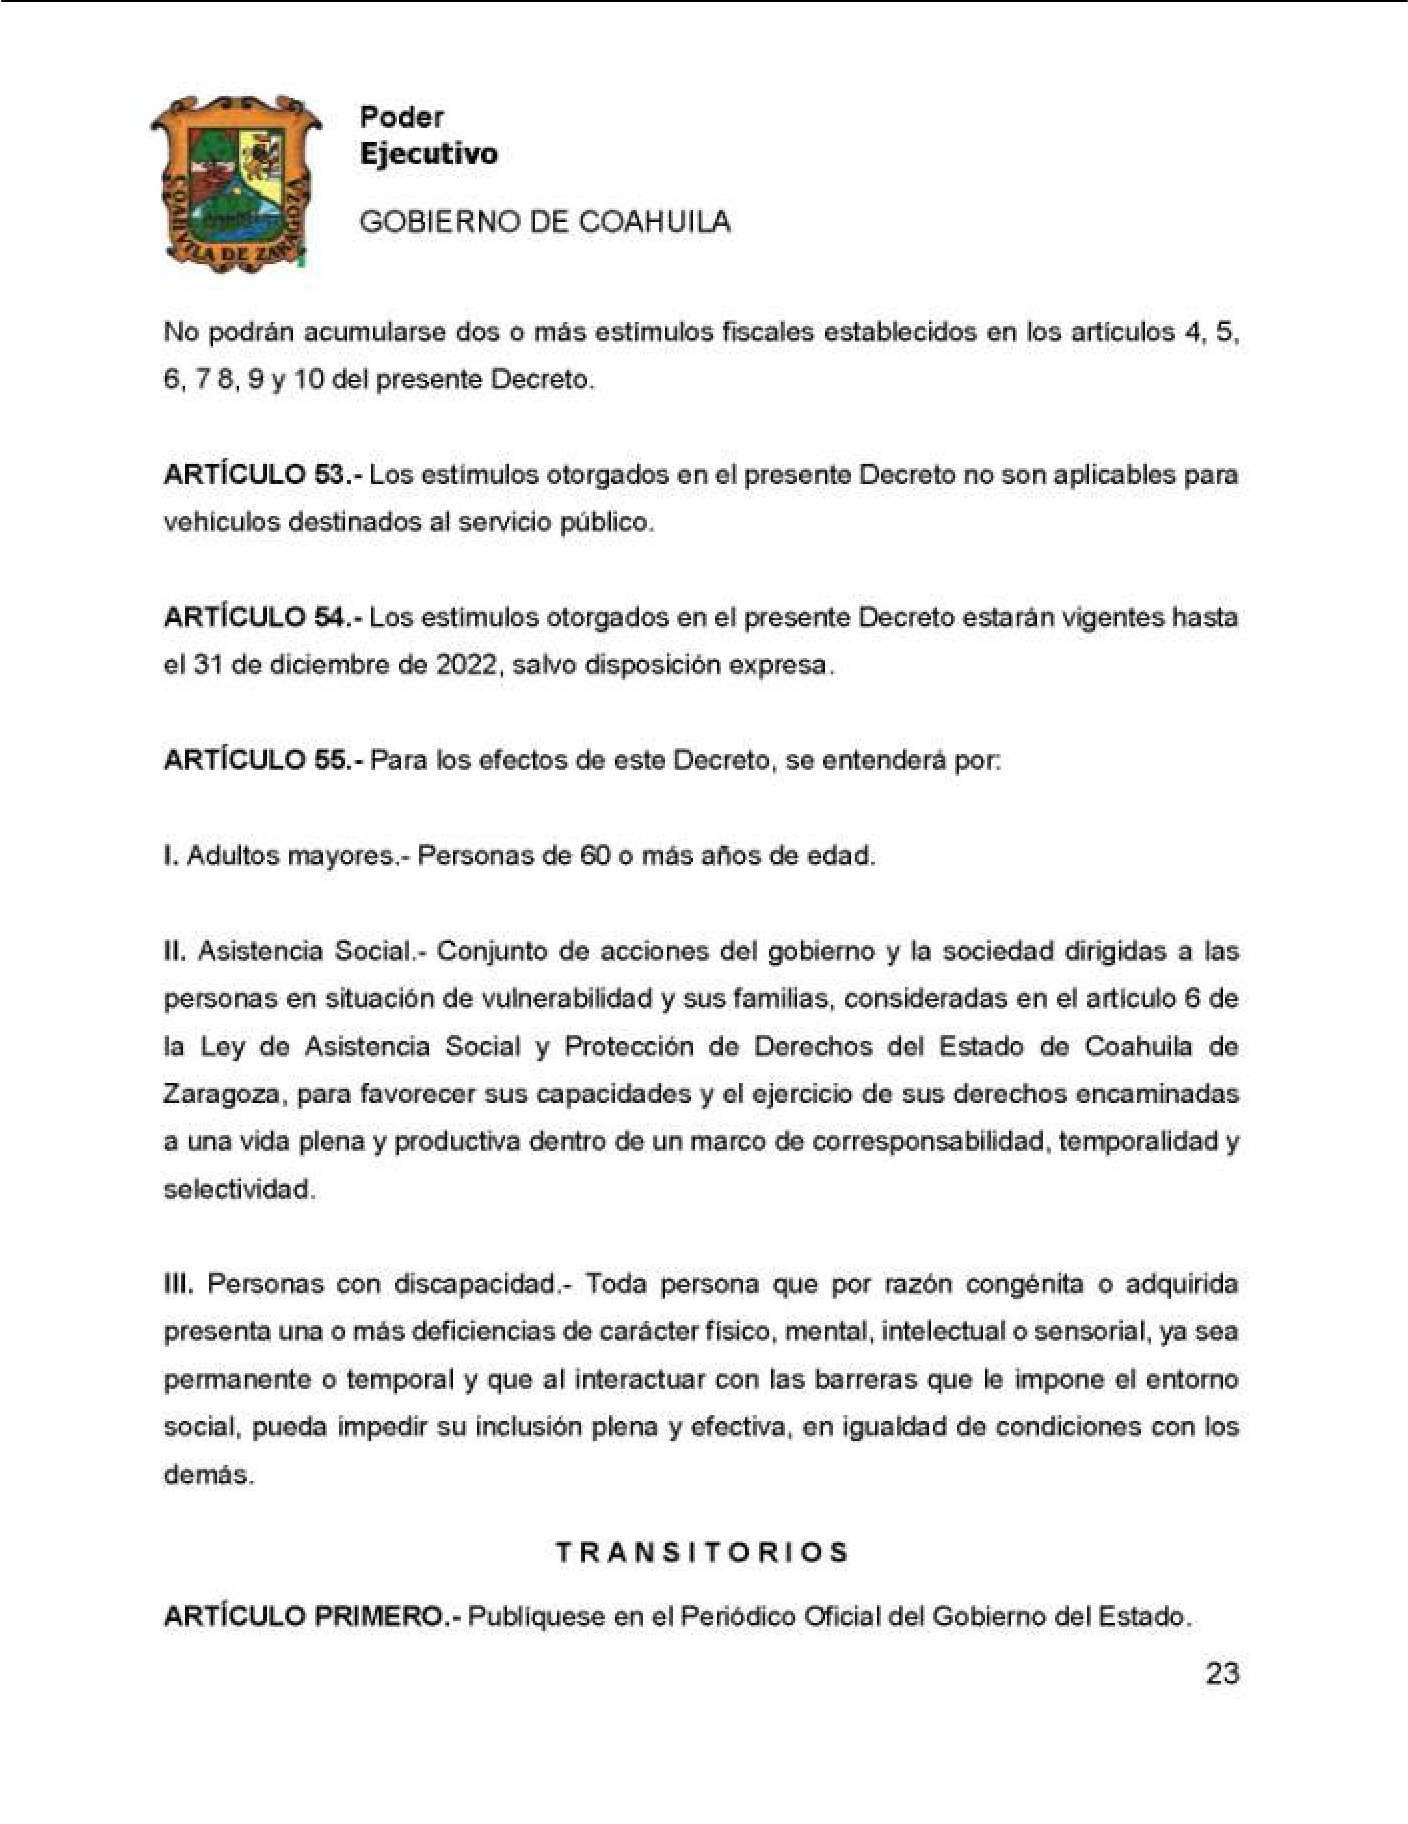 Poder
Ejecutivo
GOBIERNO DE COAHUILA
COAHVILA DE ZARAGOZA
No podrán acumularse dos o más estímulos fiscales establecidos en los artículos 4, 5,
6, 7 8, 9 y 10 del presente Decreto.
ARTÍCULO 53.- Los estímulos otorgados en el presente Decreto no son aplicables para
vehículos destinados al servicio público.
ARTÍCULO 54.- Los estímulos otorgados en el presente Decreto estarán vigentes hasta
el 31 de diciembre de 2022, salvo disposición expresa.
ARTÍCULO 55.- Para los efectos de este Decreto, se entenderá por:
I. Adultos mayores.- Personas de 60 o más años de edad.
II. Asistencia Social.- Conjunto de acciones del gobierno y la sociedad dirigidas a las
personas en situación de vulnerabilidad y sus familias, consideradas en el artículo 6 de
la Ley de Asistencia Social y Protección de Derechos del Estado de Coahuila de
Zaragoza, para favorecer sus capacidades y el ejercicio de sus derechos encaminadas
a una vida plena y productiva dentro de un marco de corresponsabilidad, temporalidad y
selectividad.
III. Personas con discapacidad.- Toda persona que por razón congénita o adquirida
presenta una o más deficiencias de carácter físico, mental, intelectual o sensorial, ya sea
permanente o temporal y que al interactuar con las barreras que le impone el entorno
social, pueda impedir su inclusión plena y efectiva, en igualdad de condiciones con los
demás.
T R A N S I T O R I O S
ARTÍCULO PRIMERO.- Publíquese en el Periódico Oficial del Gobierno del Estado.
23